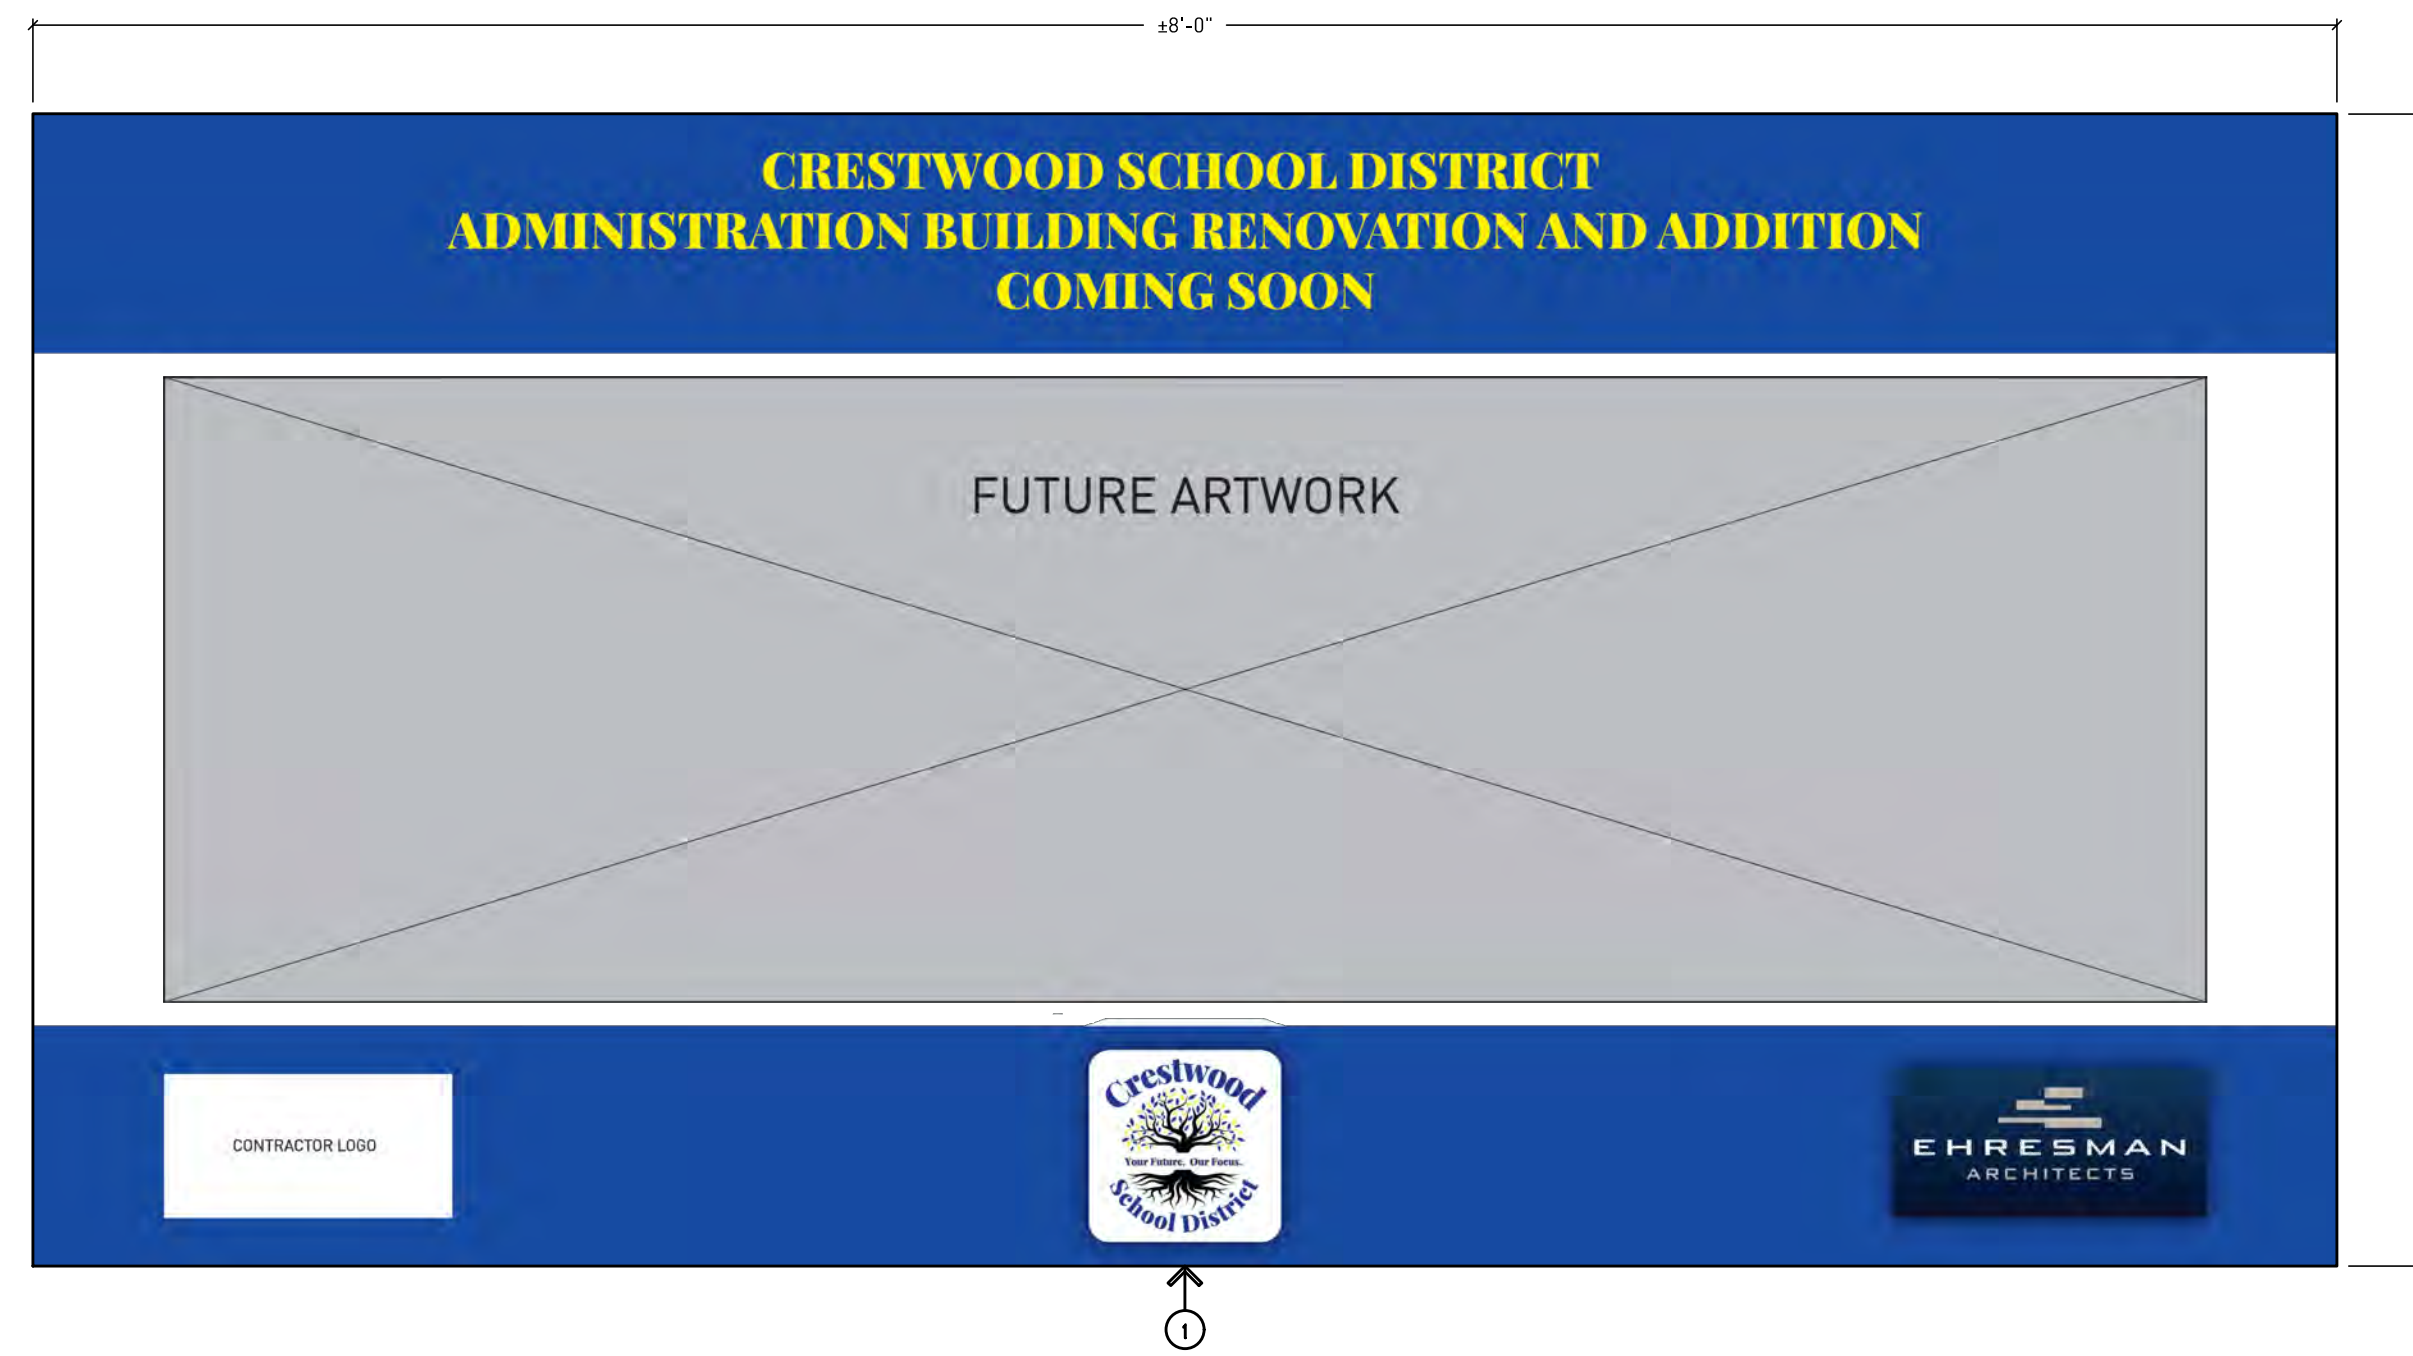 ±8'-0"
CRESTWOOD SCHOOL DISTRICT
ADMINISTRATION BUILDING RENOVATION AND ADDITION
COMING SOON
FUTURE ARTWORK
CONTRACTOR LOGO
Crestwood
Your Future. Our Focus.
School District
EHRESMAN
ARCHITECTS
1